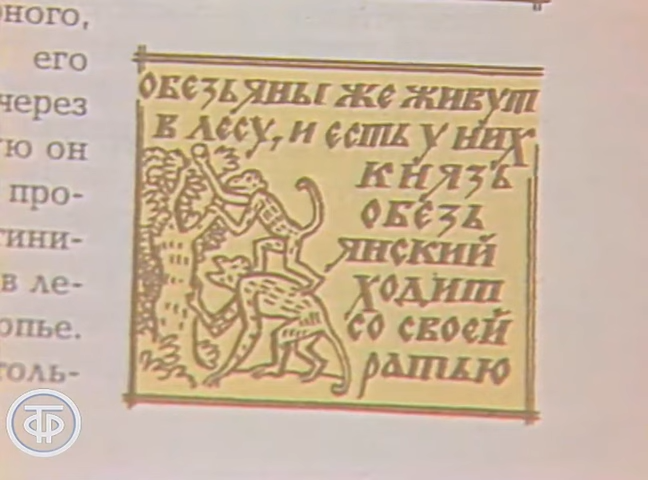 ного,
его
через
ю он
про-
тини-
в ле-
опье.
толь-
ОБЕЗЬЯНЫ ЖЕ ЖИВУТ
В ЛЕСУ, И ЕСТЬ У НИХ
КНЯЗЬ
ОБЕЗЬ
ЯНСКИЙ
ХОДИТ
СО СВОЕЙ
РАТЬЮ